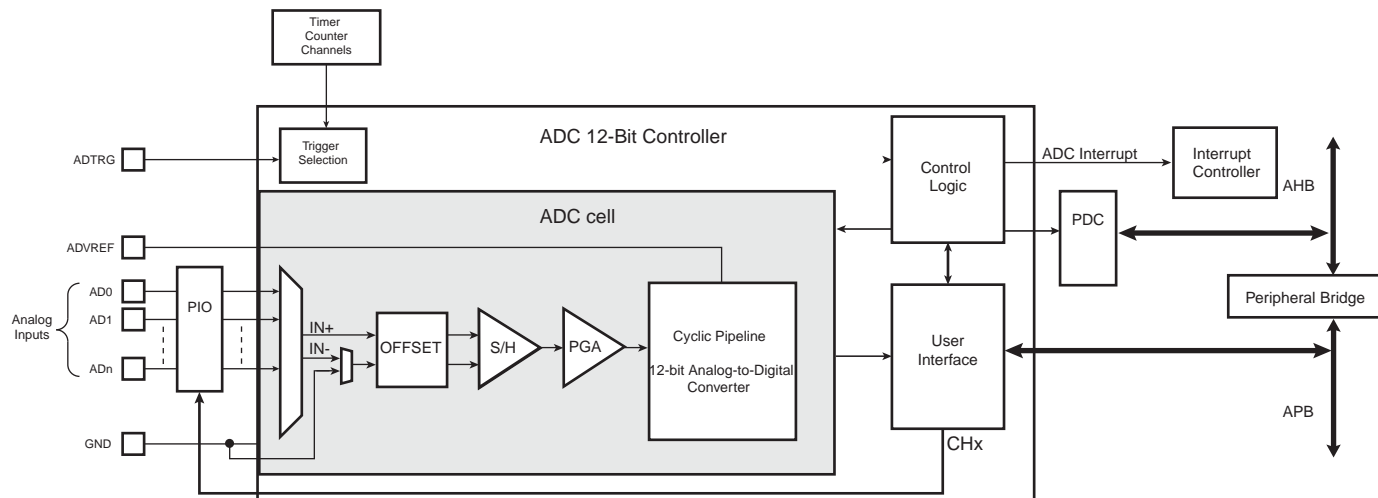 Timer
Counter
Channels
ADC 12-Bit Controller
Trigger
Selection
ADTRG
Control
Logic
ADC Interrupt
Interrupt
Controller
AHB
PDC
ADC cell
ADVREF
Analog
Inputs
AD0
AD1
ADn
PIO
IN+
IN-
OFFSET
S/H
PGA
Cyclic Pipeline
12-bit Analog-to-Digital
Converter
User
Interface
Peripheral Bridge
APB
GND
CHx